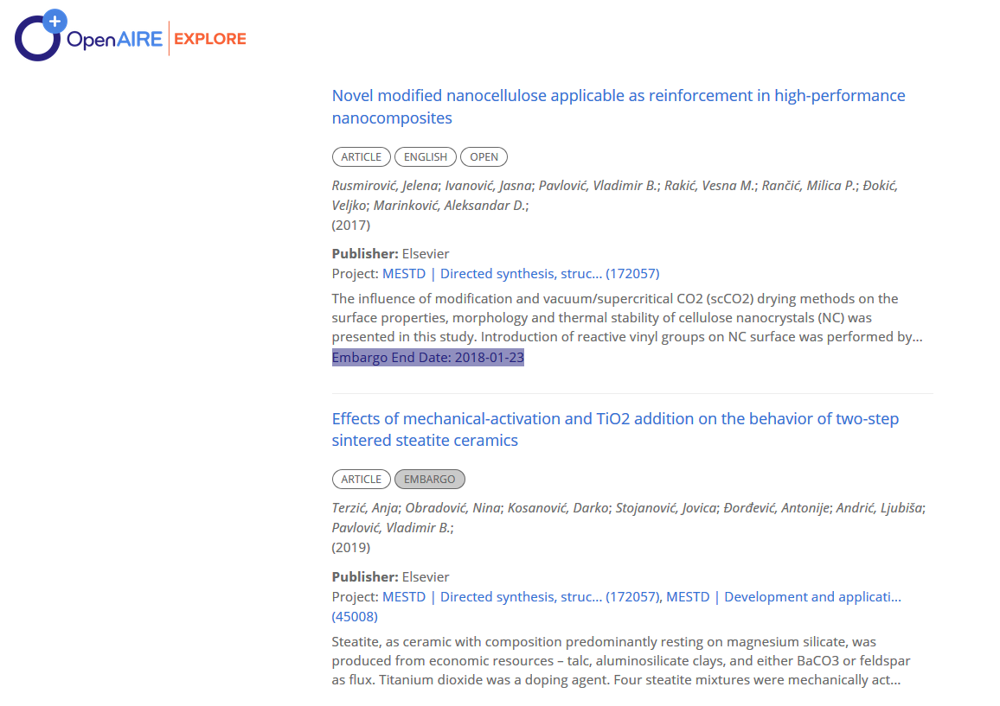 OpenAIRE | EXPLORE
Novel modified nanocellulose applicable as reinforcement in high-performance
nanocomposites
ARTICLE ENGLISH OPEN
Rusmirović, Jelena; Ivanović, Jasna; Pavlović, Vladimir B.; Rakić, Vesna M.; Rančić, Milica P.; Đokić,
Veljko; Marinković, Aleksandar D.;
(2017)
Publisher: Elsevier
Project: MESTD | Directed synthesis, struc... (172057)
The influence of modification and vacuum/supercritical CO2 (scCO2) drying methods on the
surface properties, morphology and thermal stability of cellulose nanocrystals (NC) was
presented in this study. Introduction of reactive vinyl groups on NC surface was performed by...
Embargo End Date: 2018-01-23
Effects of mechanical-activation and TiO2 addition on the behavior of two-step
sintered steatite ceramics
ARTICLE EMBARGO
Terzić, Anja; Obradović, Nina; Kosanović, Darko; Stojanović, Jovica; Đorđević, Antonije; Andrić, Ljubiša;
Pavlović, Vladimir B.;
(2019)
Publisher: Elsevier
Project: MESTD | Directed synthesis, struc... (172057), MESTD | Development and applicati...
(45008)
Steatite, as ceramic with composition predominantly resting on magnesium silicate, was
produced from economic resources – talc, aluminosilicate clays, and either BaCO3 or feldspar
as flux. Titanium dioxide was a doping agent. Four steatite mixtures were mechanically act...